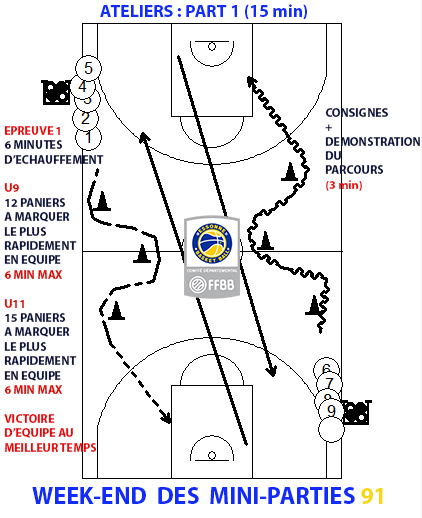 ATELIERS : PART 1 (15 min)
5
4
3
2
1
EPREUVE 1
6 MINUTES
D'ECHAUFFEMENT
U9
12 PANIERS
A MARQUER
LE PLUS
RAPIDEMENT
EN EQUIPE
6 MIN MAX
U11
15 PANIERS
A MARQUER
LE PLUS
RAPIDEMENT
EN EQUIPE
6 MIN MAX
VICTOIRE
D'EQUIPE AU
MEILLEUR TEMPS
CONSIGNES
+
DEMONSTRATION
DU
PARCOURS
(3 min)
ESSONNE
BASKET BALL
COMITÉ DÉPARTEMENTAL
FFBB
6
7
8
9
WEEK-END DES MINI-PARTIES 91